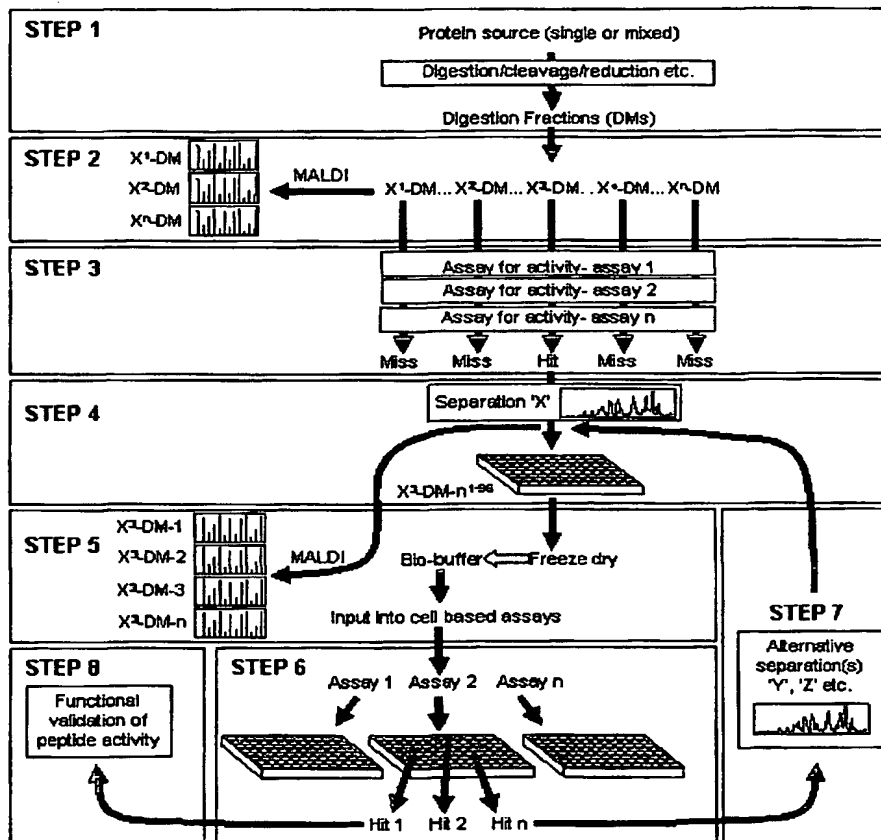 STEP 1
Protein source (single or mixed)
Digestion/cleavage/reduction etc.
Digestion Fractions (DMs)
STEP 2
X¹-DM
X²-DM
Xⁿ-DM
MALDI
X¹-DM... X²-DM... X³-DM. . X⁴-DM... Xⁿ-DM
STEP 3
Assay for activity- assay 1
Assay for activity- assay 2
Assay for activity- assay n
Miss Miss Hit Miss Miss
STEP 4
Separation 'X'
X³-DM-n¹⁻⁹⁶
STEP 5
X³-DM-1
X³-DM-2
X³-DM-3
X³-DM-n
MALDI
Bio-buffer Freeze dry
Input into cell based assays
STEP 7
Alternative
separation(s)
'Y', 'Z' etc.
STEP 8
Functional
validation of
peptide activity
STEP 6
Assay 1 Assay 2 Assay n
Hit 1 Hit 2 Hit n